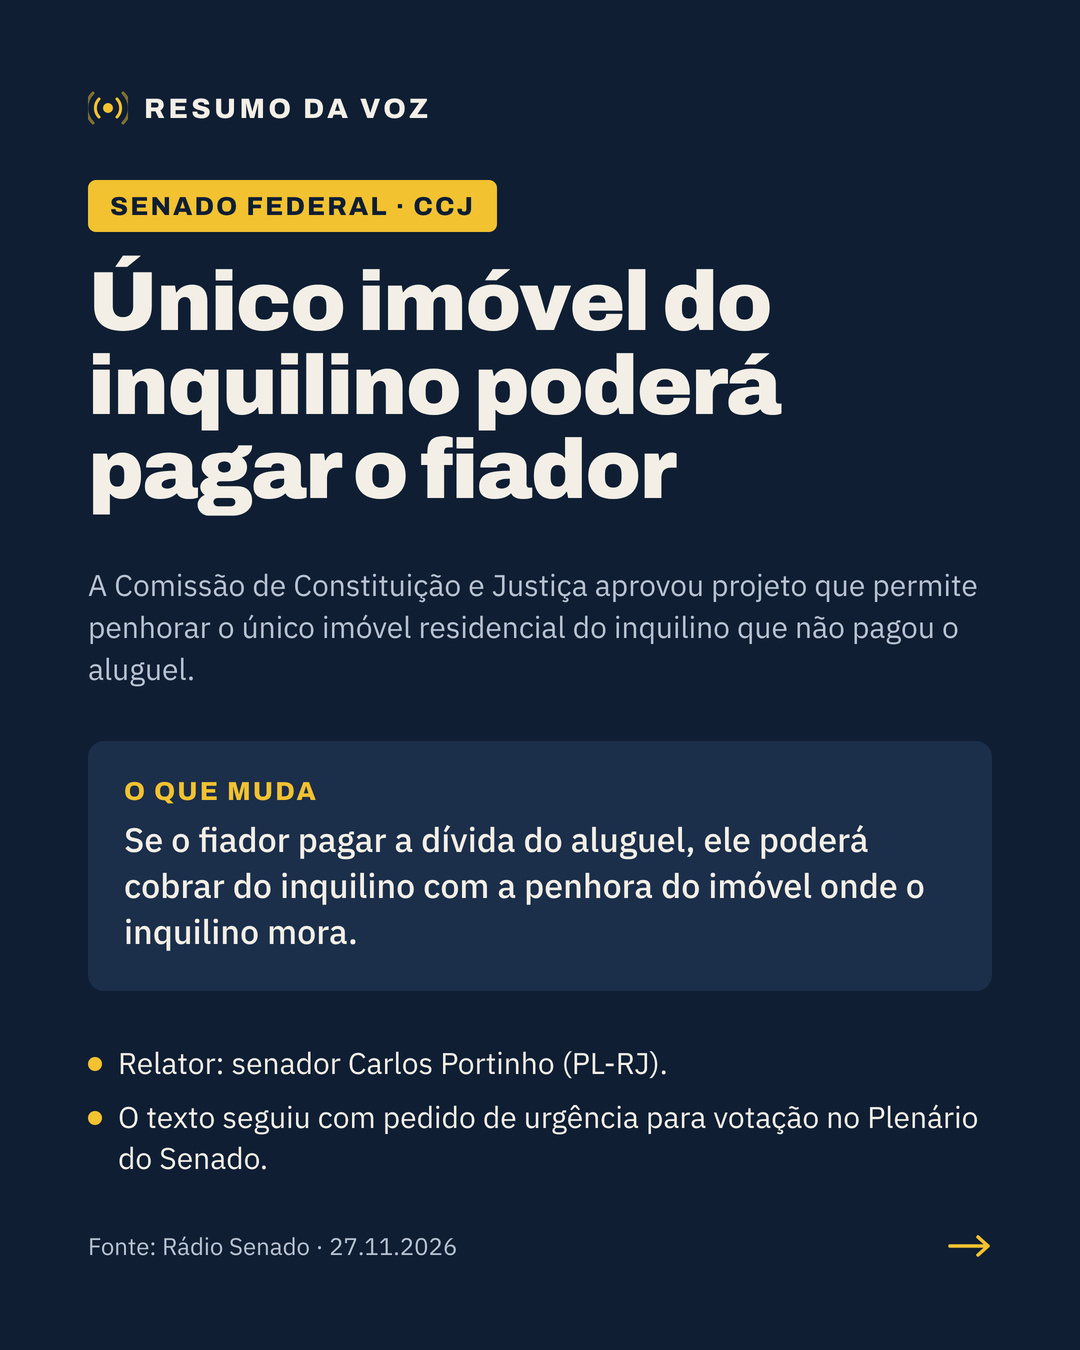 RESUMO DA VOZ
SENADO FEDERAL · CCJ
Único imóvel do
inquilino poderá
pagar o fiador
A Comissão de Constituição e Justiça aprovou projeto que permite
penhorar o único imóvel residencial do inquilino que não pagou o
aluguel.
O QUE MUDA
Se o fiador pagar a dívida do aluguel, ele poderá
cobrar do inquilino com a penhora do imóvel onde o
inquilino mora.
Relator: senador Carlos Portinho (PL-RJ).
O texto seguiu com pedido de urgência para votação no Plenário
do Senado.
Fonte: Rádio Senado · 27.11.2026